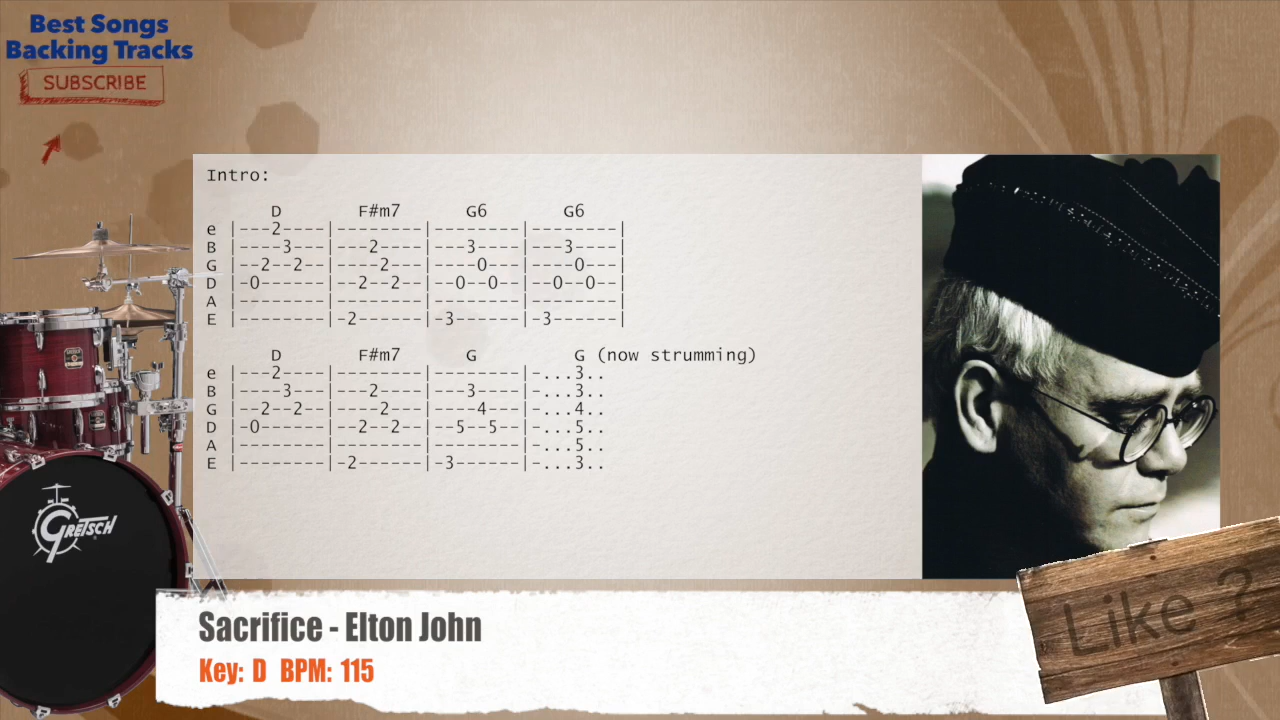 Best Songs
Backing Tracks
SUBSCRIBE
Intro:
      D       F#m7      G6       G6
e |---2----|--------|--------|--------|
B |----3---|---2----|---3----|---3----|
G |--2--2--|----2---|----0---|----0---|
D |-0------|--2--2--|--0--0--|--0--0--|
A |--------|--------|--------|--------|
E |--------|-2------|-3------|-3------|
      D       F#m7      G         G (now strumming)
e |---2----|--------|--------|-...3..
B |----3---|---2----|---3----|-...3..
G |--2--2--|----2---|----4---|-...4..
D |-0------|--2--2--|--5--5--|-...5..
A |--------|--------|--------|-...5..
E |--------|-2------|-3------|-...3..
GRETSCH
Sacrifice - Elton John
Key: D BPM: 115
Like ?